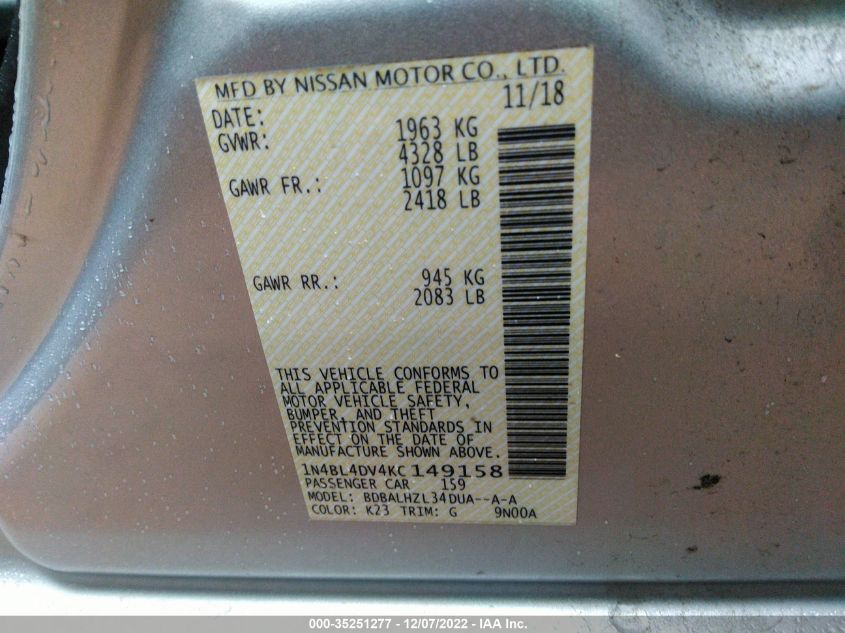 MFD BY NISSAN MOTOR CO., LTD.
DATE: 11/18
GVWR: 1963 KG
4328 LB
GAWR FR.: 1097 KG
2418 LB
GAWR RR.: 945 KG
2083 LB
THIS VEHICLE CONFORMS TO
ALL APPLICABLE FEDERAL
MOTOR VEHICLE SAFETY,
BUMPER, AND THEFT
PREVENTION STANDARDS IN
EFFECT ON THE DATE OF
MANUFACTURE SHOWN ABOVE.
1N4BL4DV4KC149158
PASSENGER CAR 159
MODEL: BDBALHZL34DUA--A-A
COLOR: K23 TRIM: G 9N00A
000-35251277 - 12/07/2022 - IAA Inc.